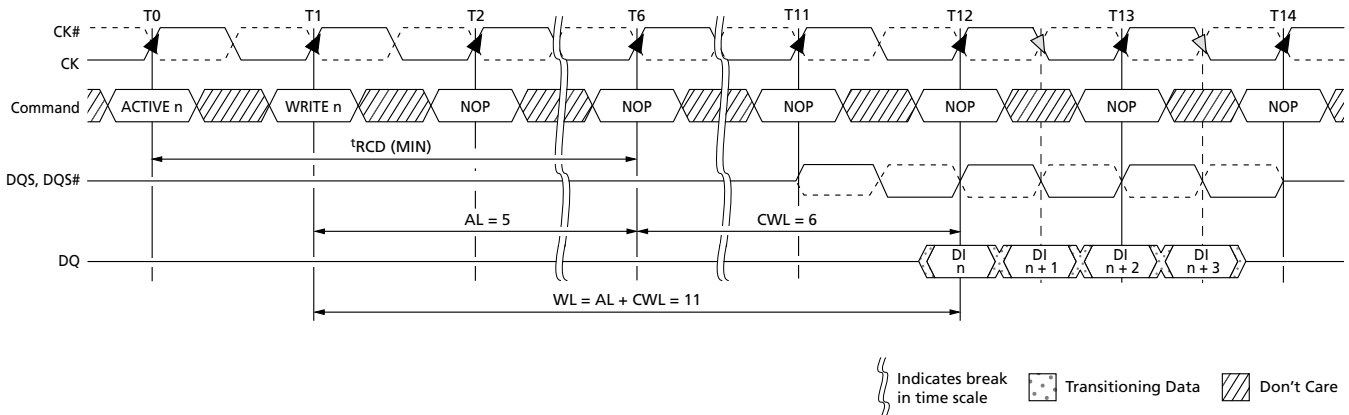 T0 T1 T2 T6 T11 T12 T13 T14
CK#
CK
Command ACTIVE n WRITE n NOP NOP NOP NOP NOP NOP
tRCD (MIN)
DQS, DQS#
AL = 5 CWL = 6
DQ DI n DI n + 1 DI n + 2 DI n + 3
WL = AL + CWL = 11
Indicates break
in time scale
Transitioning Data
Don't Care